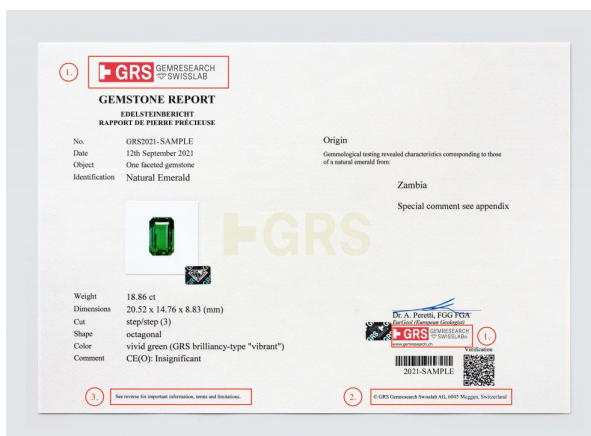 1.
GRS GEMRESEARCH
SWISSLAB
GEMSTONE REPORT
EDELSTEINBERICHT
RAPPORT DE PIERRE PRÉCIEUSE
No. GRS2021-SAMPLE
Date 12th September 2021
Object One faceted gemstone
Identification Natural Emerald
Weight 18.86 ct
Dimensions 20.52 x 14.76 x 8.83 (mm)
Cut step/step (3)
Shape octagonal
Color vivid green (GRS brilliancy-type "vibrant")
Comment CE(O): Insignificant
3.
See reverse for important information, terms and limitations.
Origin
Gemmological testing revealed characteristics corresponding to those
of a natural emerald from:
Zambia
Special comment see appendix
GRS
Dr. A. Peretti, FGG FGA
EurGeol (European Geologist)
GRS GEMRESEARCH
SWISSLAB®
www.gemresearch.ch
1.
Verification
2021-SAMPLE
2.
© GRS Gemresearch Swisslab AG, 6045 Meggen, Switzerland